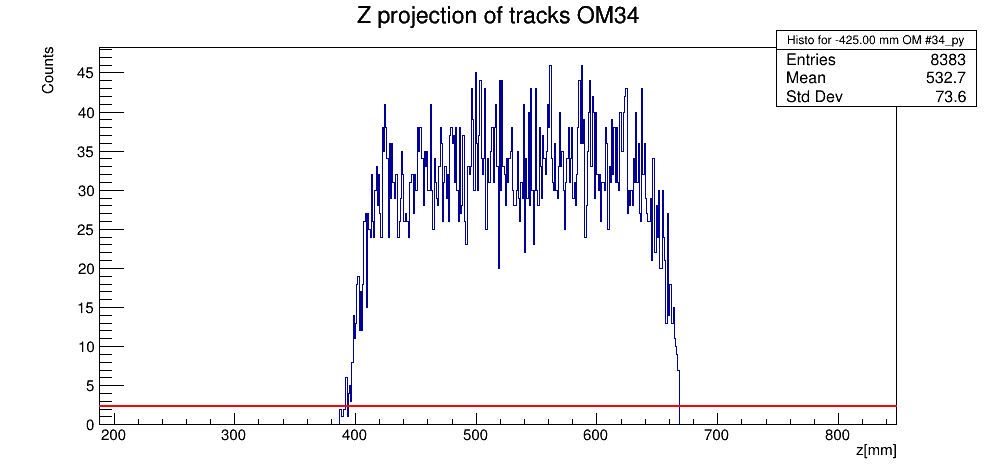 Z projection of tracks OM34
Histo for -425.00 mm OM #34_py
Entries 8383
Mean 532.7
Std Dev 73.6
Counts
45
40
35
30
25
20
15
10
5
0
200 300 400 500 600 700 800
z[mm]